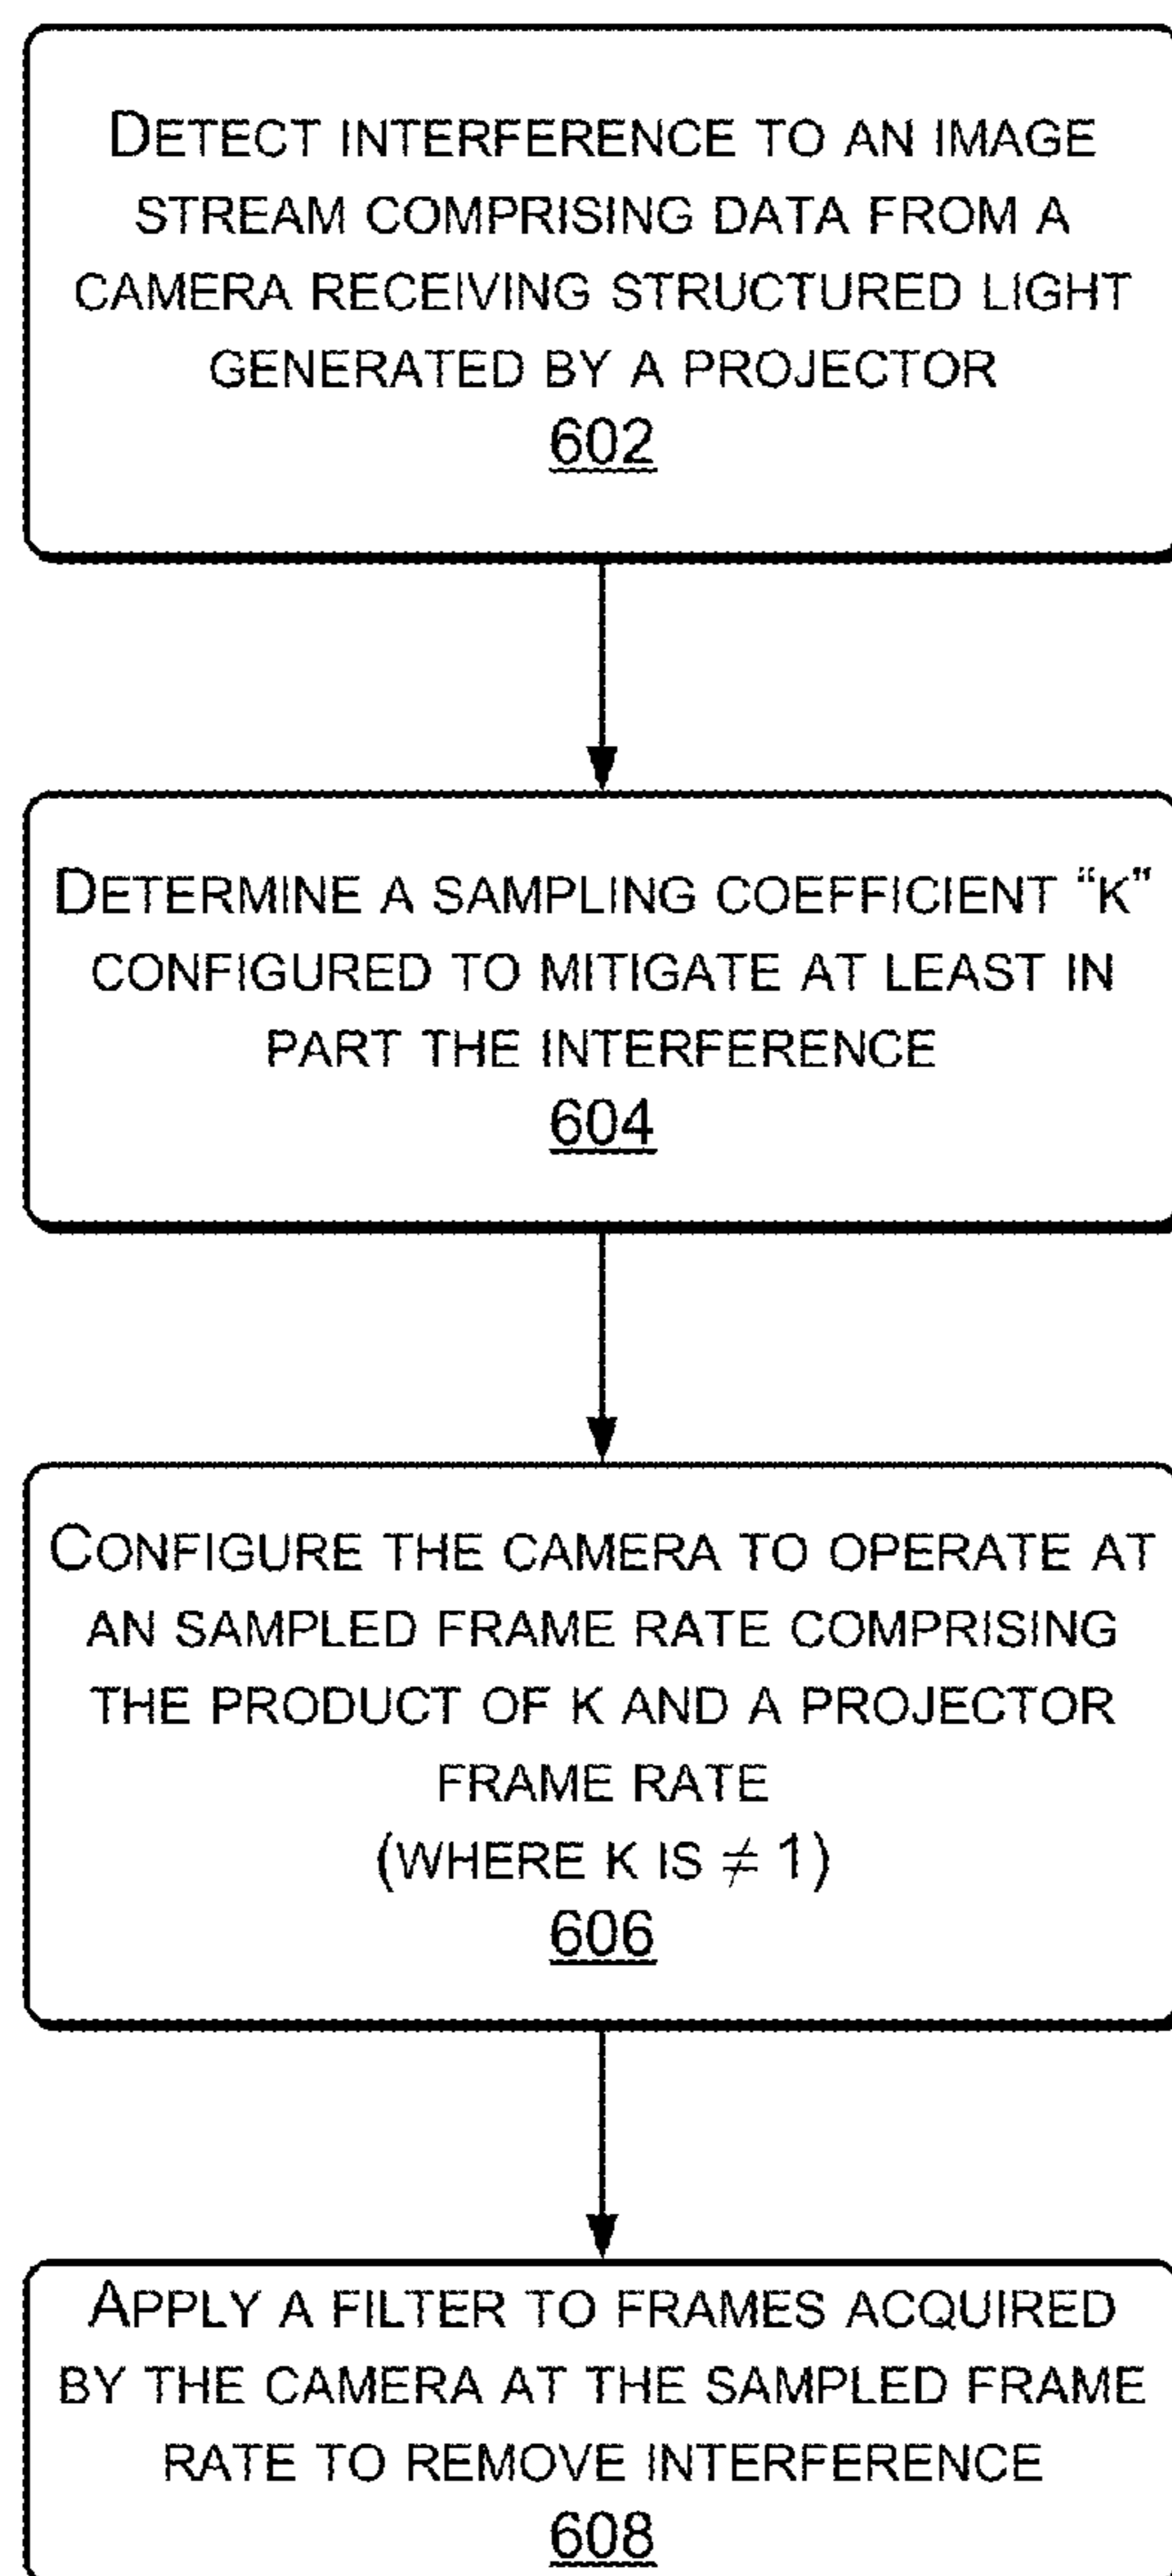 DETECT INTERFERENCE TO AN IMAGE
STREAM COMPRISING DATA FROM A
CAMERA RECEIVING STRUCTURED LIGHT
GENERATED BY A PROJECTOR
602
DETERMINE A SAMPLING COEFFICIENT “K”
CONFIGURED TO MITIGATE AT LEAST IN
PART THE INTERFERENCE
604
CONFIGURE THE CAMERA TO OPERATE AT
AN SAMPLED FRAME RATE COMPRISING
THE PRODUCT OF K AND A PROJECTOR
FRAME RATE
(WHERE K IS ≠ 1)
606
APPLY A FILTER TO FRAMES ACQUIRED
BY THE CAMERA AT THE SAMPLED FRAME
RATE TO REMOVE INTERFERENCE
608